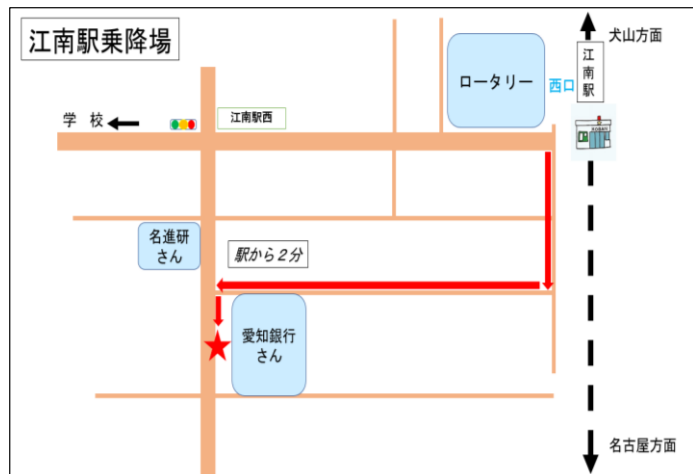 江南駅乗降場
犬山方面
江南駅
ロータリー
西口
学 校
江南駅西
名進研
さん
駅から2分
愛知銀行
さん
名古屋方面